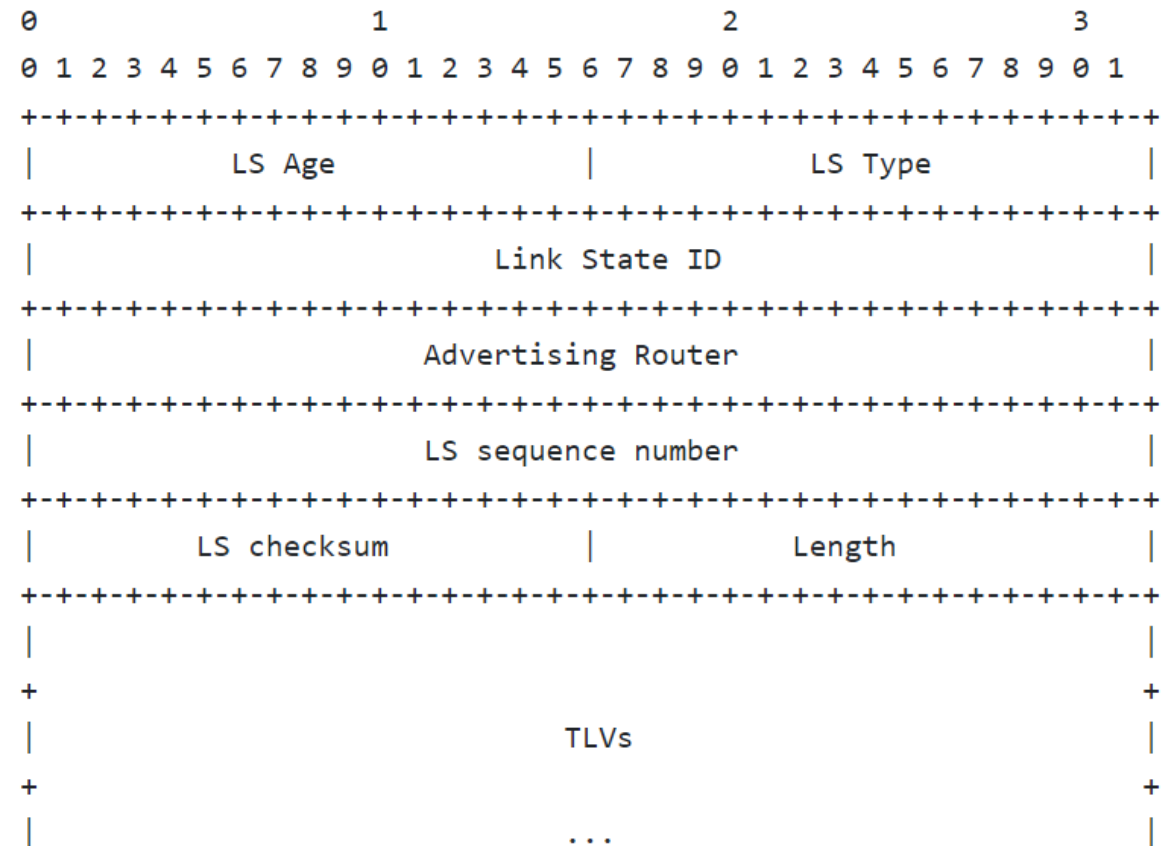 0                   1                   2                   3
0 1 2 3 4 5 6 7 8 9 0 1 2 3 4 5 6 7 8 9 0 1 2 3 4 5 6 7 8 9 0 1
+-+-+-+-+-+-+-+-+-+-+-+-+-+-+-+-+-+-+-+-+-+-+-+-+-+-+-+-+-+-+-+-+
|           LS Age              |            LS Type            |
+-+-+-+-+-+-+-+-+-+-+-+-+-+-+-+-+-+-+-+-+-+-+-+-+-+-+-+-+-+-+-+-+
|                          Link State ID                        |
+-+-+-+-+-+-+-+-+-+-+-+-+-+-+-+-+-+-+-+-+-+-+-+-+-+-+-+-+-+-+-+-+
|                      Advertising Router                       |
+-+-+-+-+-+-+-+-+-+-+-+-+-+-+-+-+-+-+-+-+-+-+-+-+-+-+-+-+-+-+-+-+
|                      LS sequence number                       |
+-+-+-+-+-+-+-+-+-+-+-+-+-+-+-+-+-+-+-+-+-+-+-+-+-+-+-+-+-+-+-+-+
|         LS checksum           |           Length              |
+-+-+-+-+-+-+-+-+-+-+-+-+-+-+-+-+-+-+-+-+-+-+-+-+-+-+-+-+-+-+-+-+
|                                                               |
+                                                               +
|                              TLVs                             |
+                                                               +
|                              ...                              |